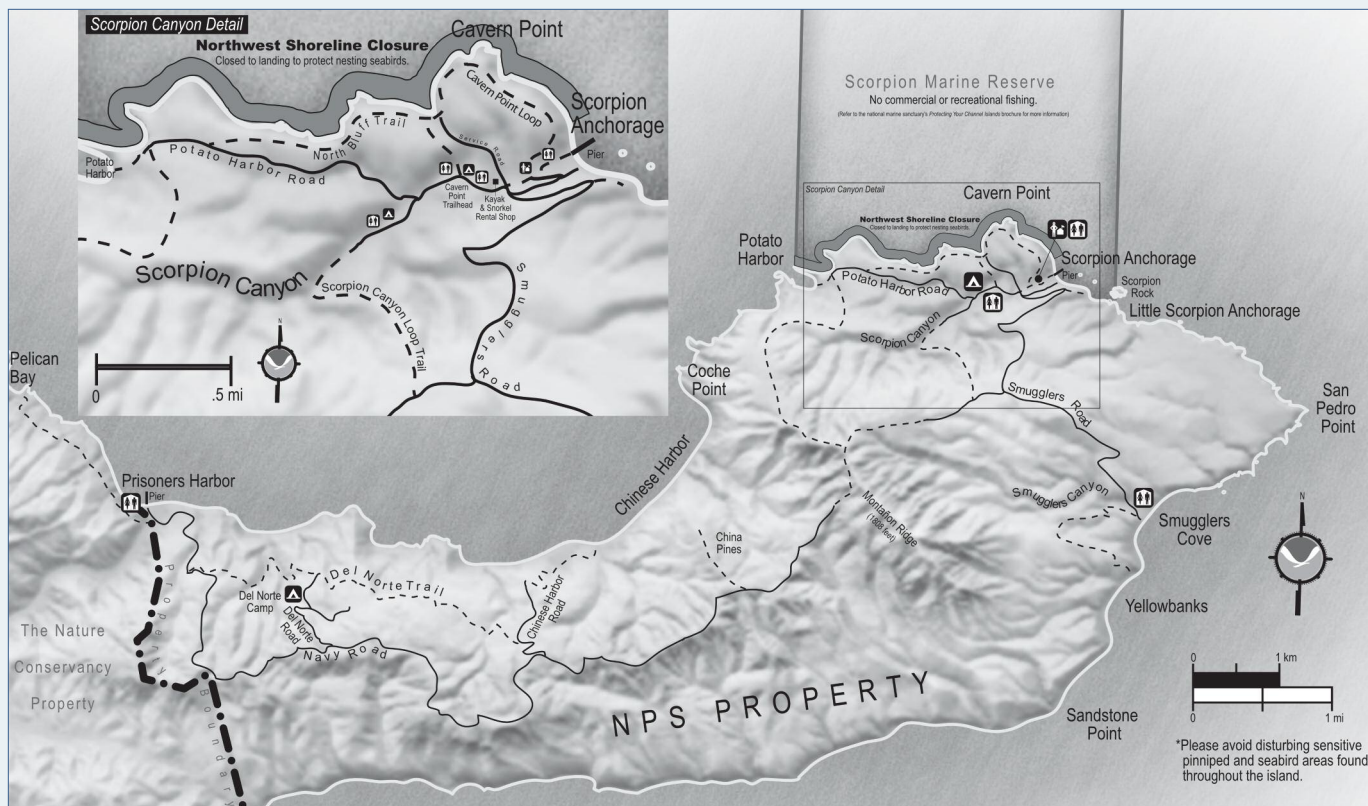 Scorpion Canyon Detail
Cavern Point
Northwest Shoreline Closure
Closed to landing to protect nesting seabirds.
Cavern Point Loop
Scorpion
Anchorage
Pier
North Bluff Trail
Service Road
Potato
Harbor
Potato Harbor Road
Cavern
Point
Trailhead
Kayak
& Snorkel
Rental Shop
Scorpion Canyon
Scorpion Canyon Loop Trail
Smugglers Road
N
0 .5 mi
Scorpion Marine Reserve
No commercial or recreational fishing.
(Refer to the national marine sanctuary's Protecting Your Channel Islands brochure for more information)
Scorpion Canyon Detail
Cavern Point
Northwest Shoreline Closure
Closed to landing to protect nesting seabirds.
Potato
Harbor
Scorpion Anchorage
Pier
Potato Harbor Road
Scorpion
Rock
Little Scorpion Anchorage
Scorpion Canyon
Pelican
Bay
Coche
Point
Smugglers Road
San
Pedro
Point
Chinese Harbor
Prisoners Harbor
Pier
Smugglers Canyon
Smugglers
Cove
Montañon Ridge
(1808 feet)
China
Pines
N
Property Boundary
Del Norte Trail
Del Norte
Camp
Del Norte
Road
Chinese Harbor
Road
Yellowbanks
The Nature
Conservancy
Property
Navy Road
NPS PROPERTY
Sandstone
Point
0 1 km
0 1 mi
*Please avoid disturbing sensitive
pinniped and seabird areas found
throughout the island.